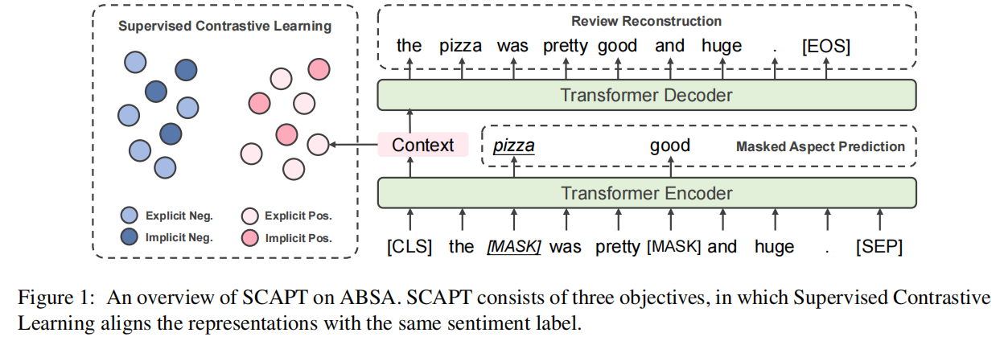 Supervised Contrastive Learning
Explicit Neg.
Explicit Pos.
Implicit Neg.
Implicit Pos.
Review Reconstruction
the pizza was pretty good and huge . [EOS]
Transformer Decoder
Context
pizza good Masked Aspect Prediction
Transformer Encoder
[CLS] the [MASK] was pretty [MASK] and huge . [SEP]
Figure 1: An overview of SCAPT on ABSA. SCAPT consists of three objectives, in which Supervised Contrastive
Learning aligns the representations with the same sentiment label.